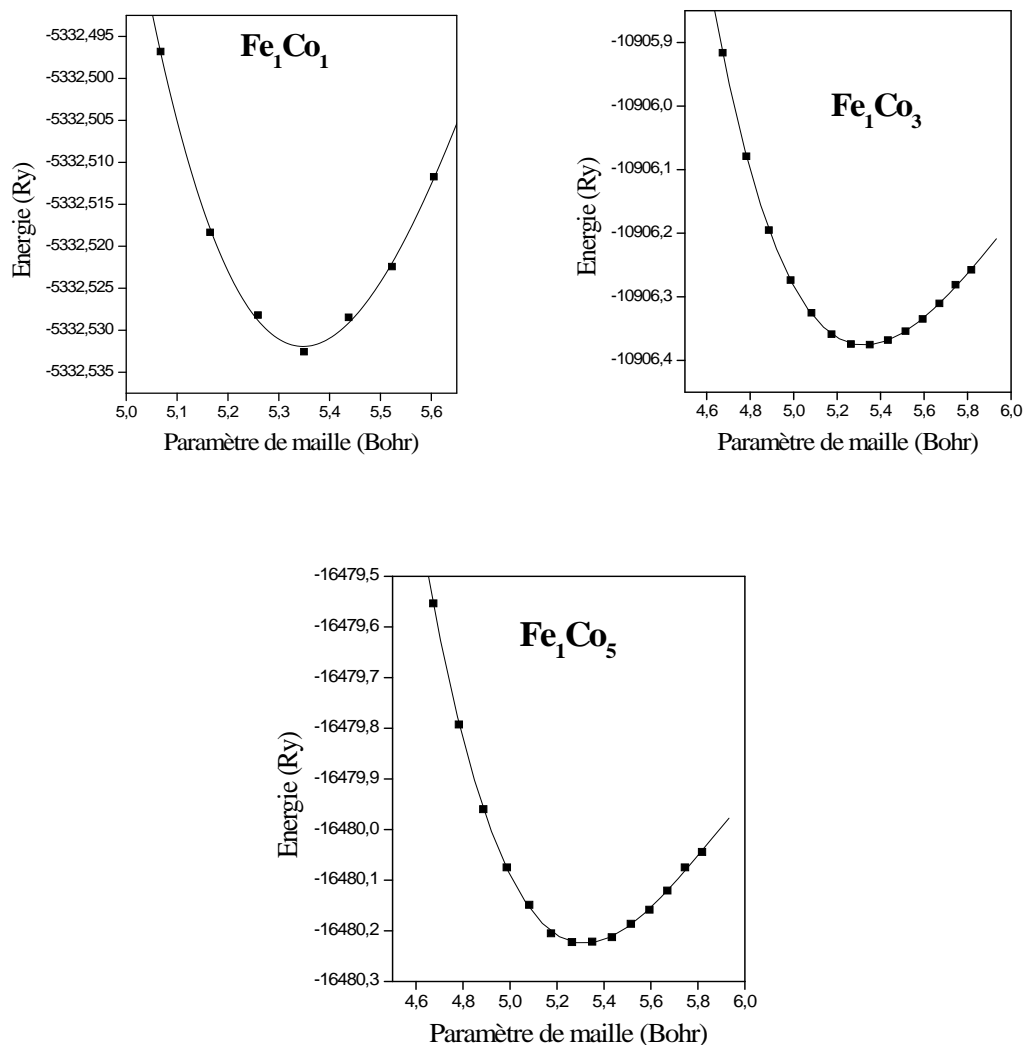 Fe₁Co₁
Energie (Ry)
-5332,495
-5332,500
-5332,505
-5332,510
-5332,515
-5332,520
-5332,525
-5332,530
-5332,535
5,0 5,1 5,2 5,3 5,4 5,5 5,6
Paramètre de maille (Bohr)
Fe₁Co₃
Energie (Ry)
-10905,9
-10906,0
-10906,1
-10906,2
-10906,3
-10906,4
4,6 4,8 5,0 5,2 5,4 5,6 5,8 6,0
Paramètre de maille (Bohr)
Fe₁Co₅
Energie (Ry)
-16479,5
-16479,6
-16479,7
-16479,8
-16479,9
-16480,0
-16480,1
-16480,2
-16480,3
4,6 4,8 5,0 5,2 5,4 5,6 5,8 6,0
Paramètre de maille (Bohr)